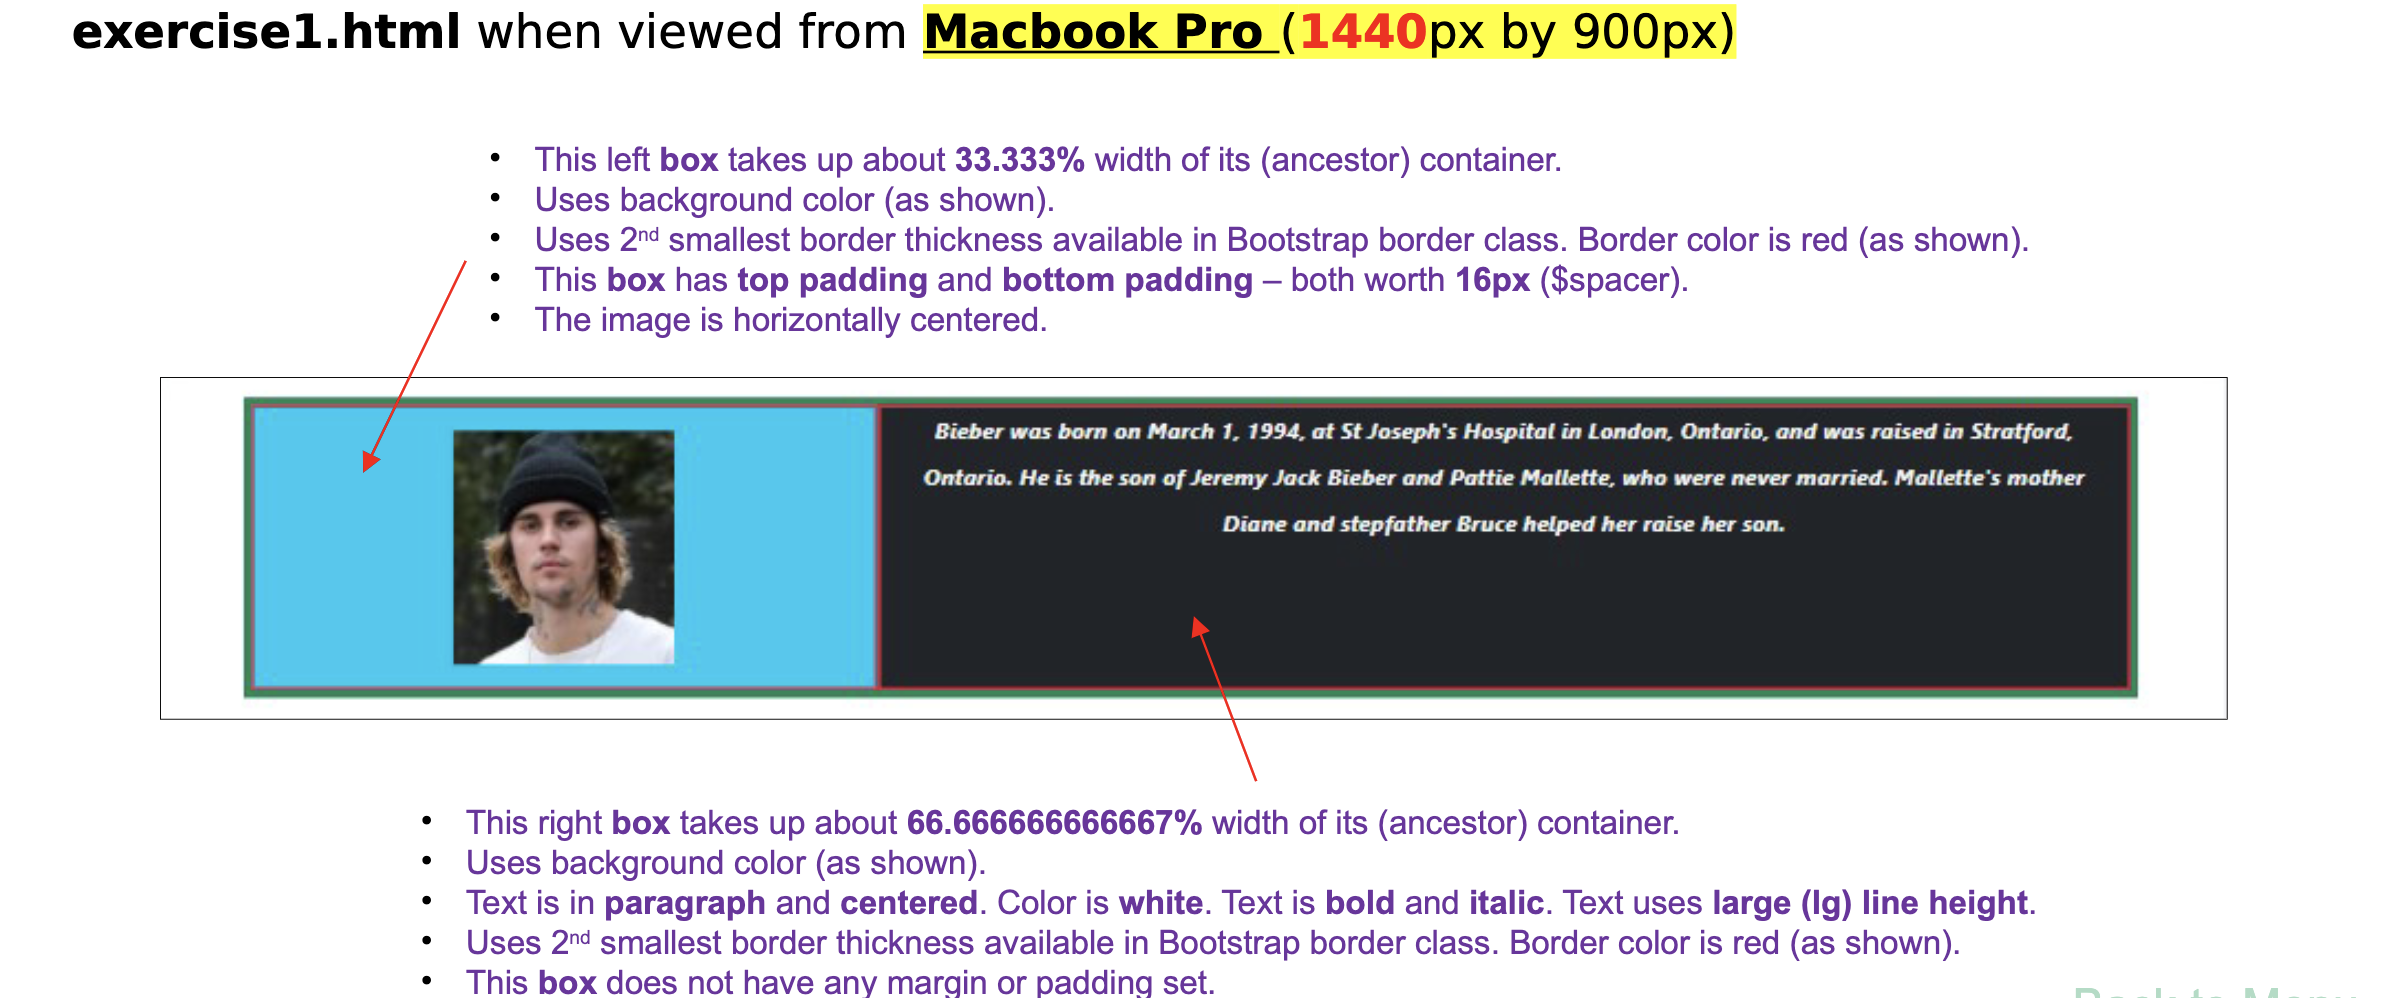 exercise1.html when viewed from Macbook Pro (1440px by 900px)
• This left box takes up about 33.333% width of its (ancestor) container.
• Uses background color (as shown).
• Uses 2nd smallest border thickness available in Bootstrap border class. Border color is red (as shown).
• This box has top padding and bottom padding – both worth 16px ($spacer).
• The image is horizontally centered.
Bieber was born on March 1, 1994, at St Joseph's Hospital in London, Ontario, and was raised in Stratford,
Ontario. He is the son of Jeremy Jack Bieber and Pattie Mallette, who were never married. Mallette's mother
Diane and stepfather Bruce helped her raise her son.
• This right box takes up about 66.666666666667% width of its (ancestor) container.
• Uses background color (as shown).
• Text is in paragraph and centered. Color is white. Text is bold and italic. Text uses large (lg) line height.
• Uses 2nd smallest border thickness available in Bootstrap border class. Border color is red (as shown).
• This box does not have any margin or padding set.
Back to Menu